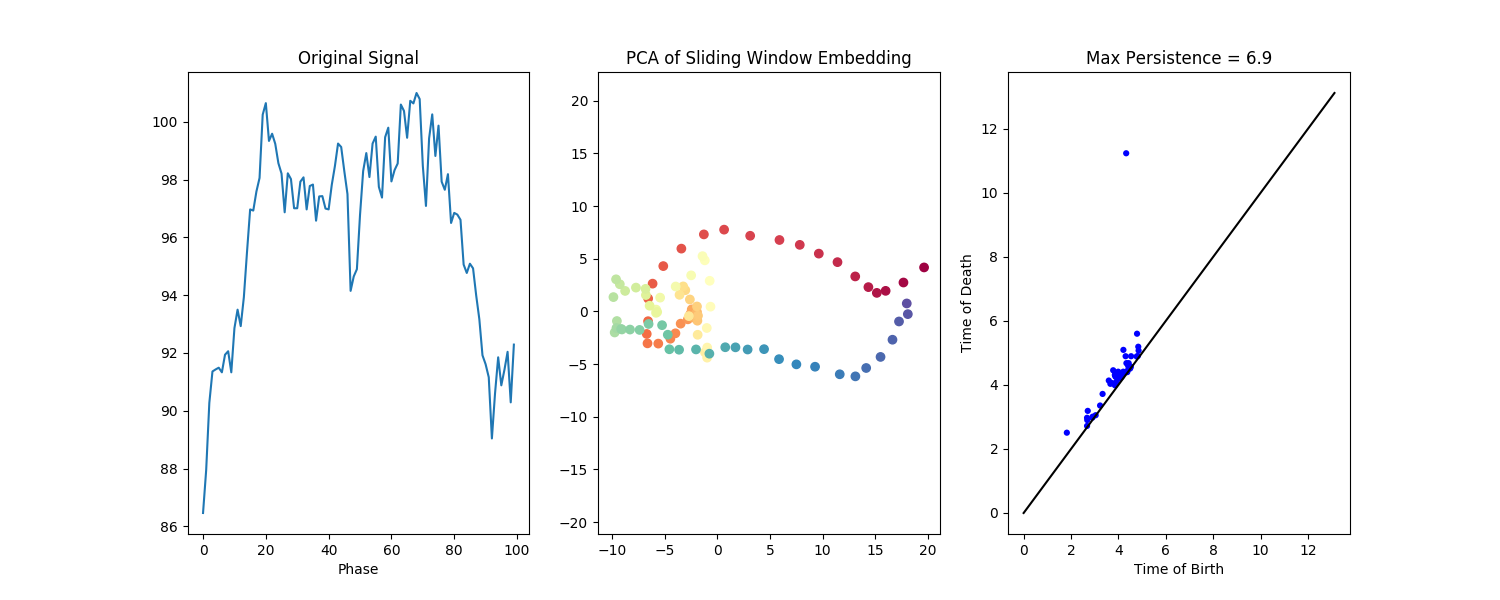 Original Signal
100
98
96
94
92
90
88
86
0 20 40 60 80 100
Phase
PCA of Sliding Window Embedding
20
15
10
5
0
−5
−10
−15
−20
−10 −5 0 5 10 15 20
Max Persistence = 6.9
Time of Death
12
10
8
6
4
2
0
0 2 4 6 8 10 12
Time of Birth